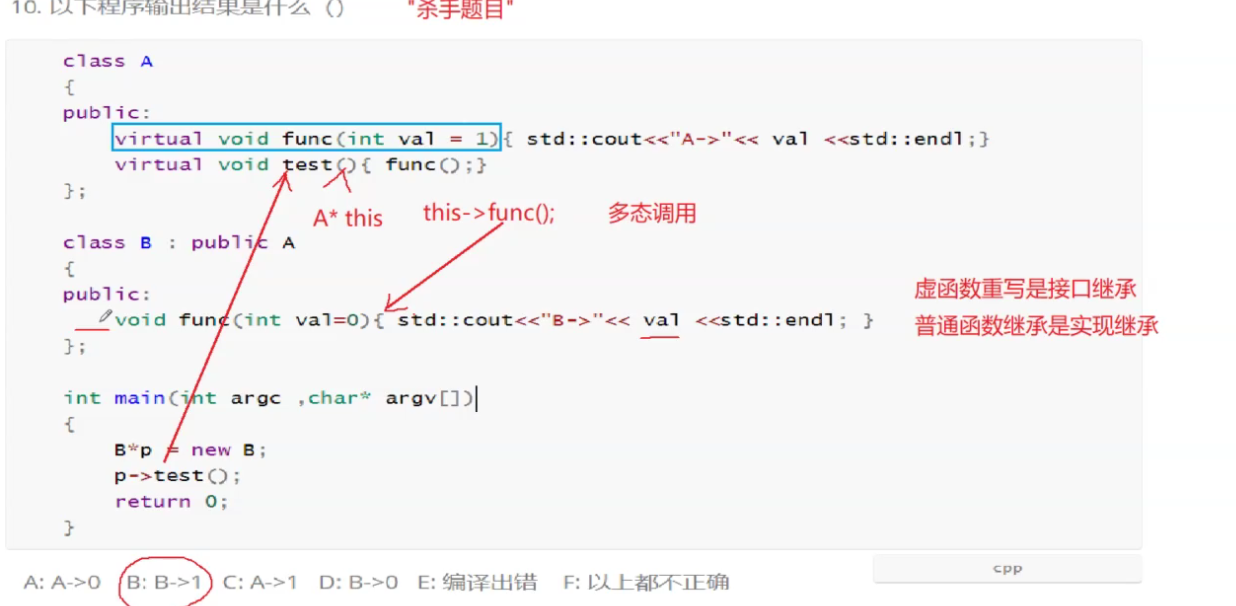 10. 以下程序输出结果是什么（） "杀手题目"
class A
{
public:
virtual void func(int val = 1){ std::cout<<"A->"<< val <<std::endl;}
virtual void test(){ func();}
};
A* this this->func(); 多态调用
class B : public A
{
public:
void func(int val=0){ std::cout<<"B->"<< val <<std::endl; }
};
虚函数重写是接口继承
普通函数继承是实现继承
int main(int argc ,char* argv[])
{
B*p = new B;
p->test();
return 0;
}
cpp
A: A->0 B: B->1 C: A->1 D: B->0 E: 编译出错 F: 以上都不正确